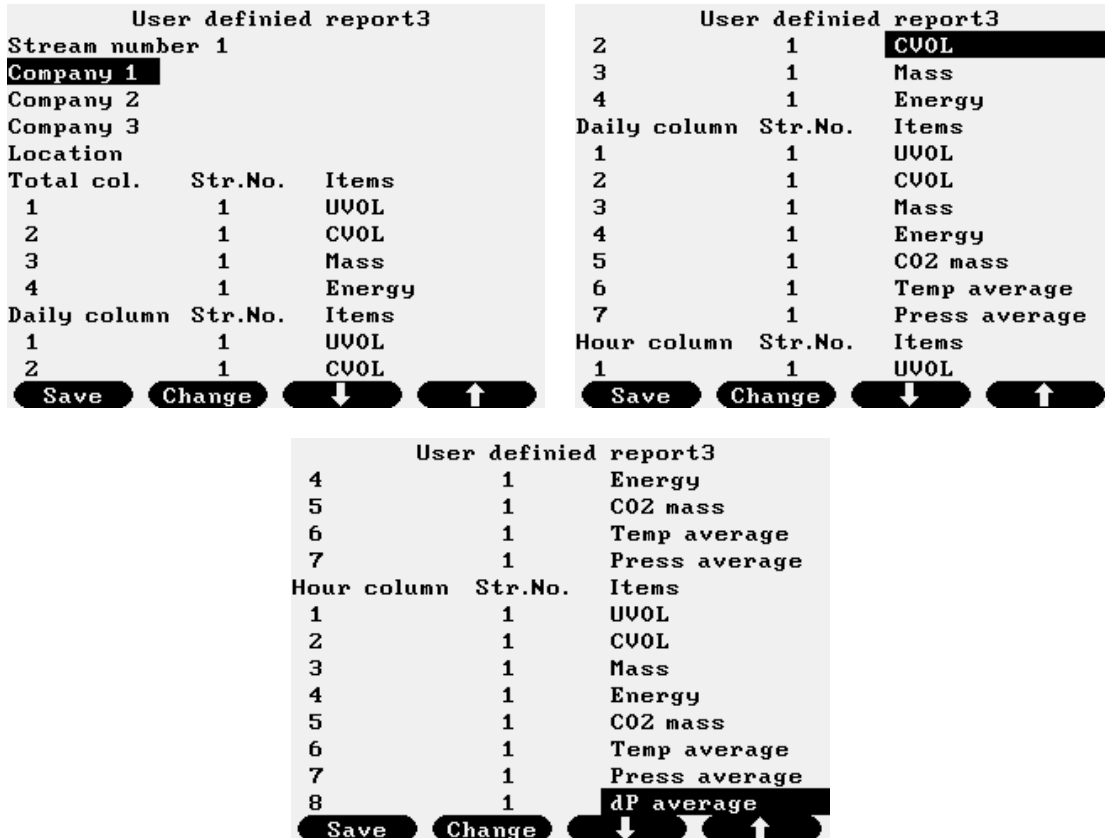 User definied report3
Stream number 1
Company 1
Company 2
Company 3
Location
Total col. Str.No. Items
1 1 UVOL
2 1 CVOL
3 1 Mass
4 1 Energy
Daily column Str.No. Items
1 1 UVOL
2 1 CVOL
Save Change
User definied report3
2 1 CVOL
3 1 Mass
4 1 Energy
Daily column Str.No. Items
1 1 UVOL
2 1 CVOL
3 1 Mass
4 1 Energy
5 1 CO2 mass
6 1 Temp average
7 1 Press average
Hour column Str.No. Items
1 1 UVOL
Save Change
User definied report3
4 1 Energy
5 1 CO2 mass
6 1 Temp average
7 1 Press average
Hour column Str.No. Items
1 1 UVOL
2 1 CVOL
3 1 Mass
4 1 Energy
5 1 CO2 mass
6 1 Temp average
7 1 Press average
8 1 dP average
Save Change